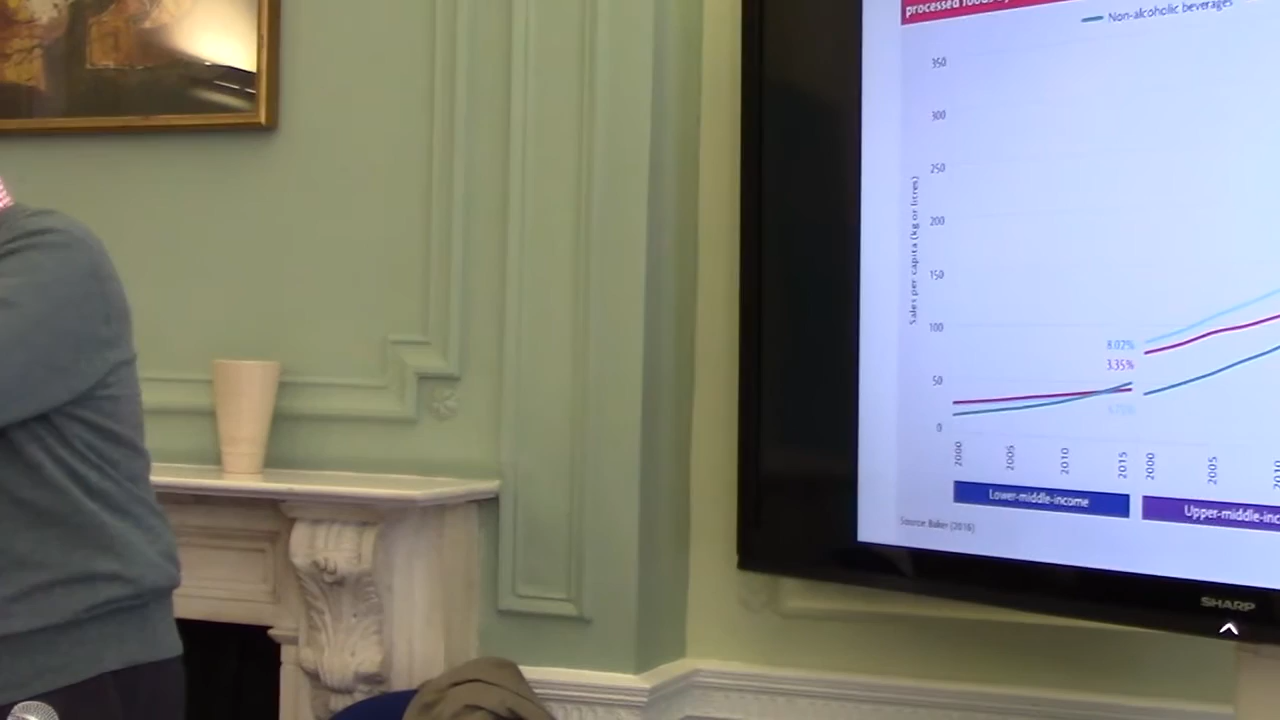 processed foods
Non-alcoholic beverages
350
300
250
200
150
100
50
0
Sales per capita (kg or litres)
8.02%
3.35%
2000
2005
2010
2015
2000
2005
2010
Lower-middle-income
Upper-middle-inc
Source: Baker (2016)
SHARP